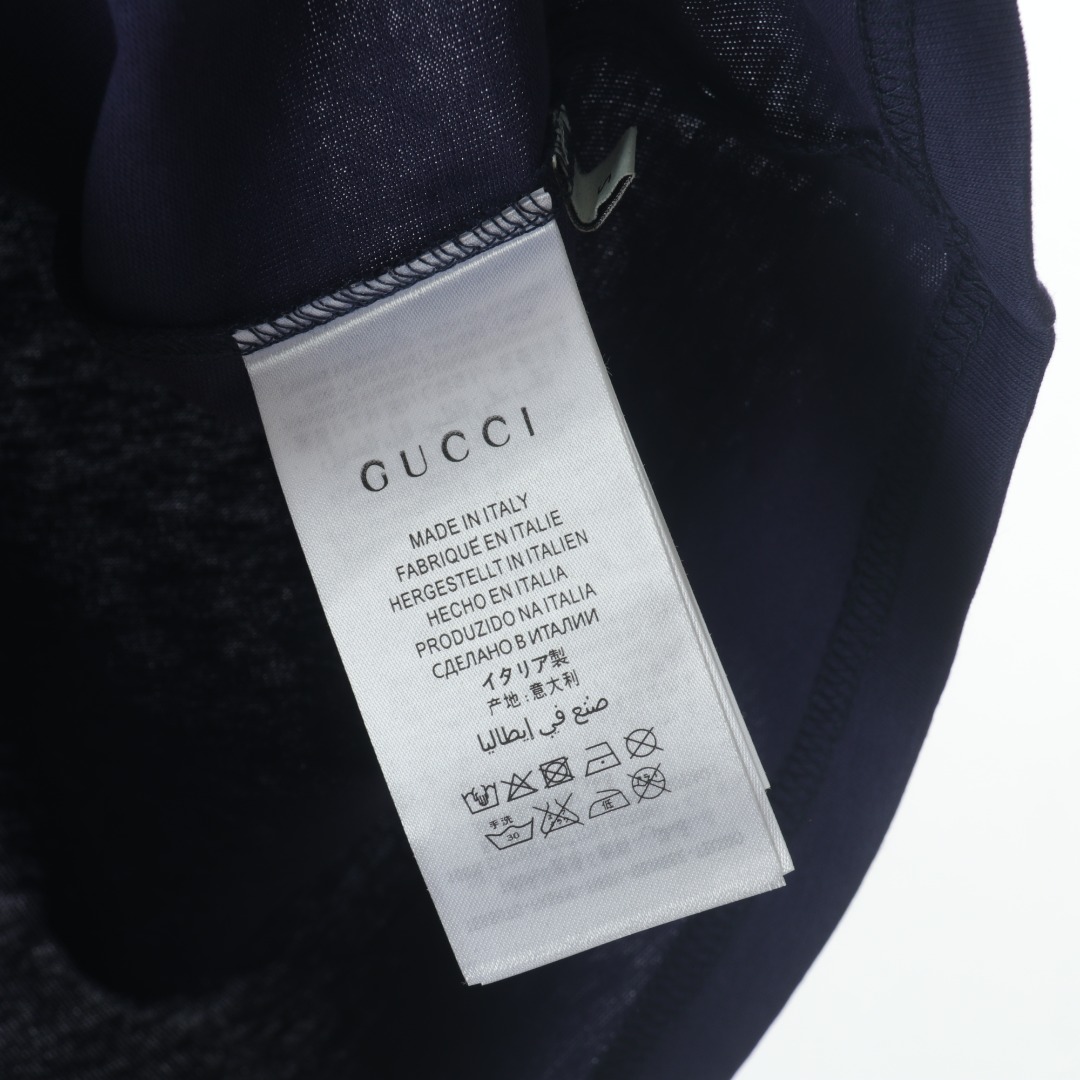 GUCCI
MADE IN ITALY
FABRIQUÉ EN ITALIE
HERGESTELLT IN ITALIEN
HECHO EN ITALIA
PRODUZIDO NA ITALIA
СДЕЛАНО В ИТАЛИИ
イタリア製
产地:意大利
صنع في إيطاليا
手洗
30
低